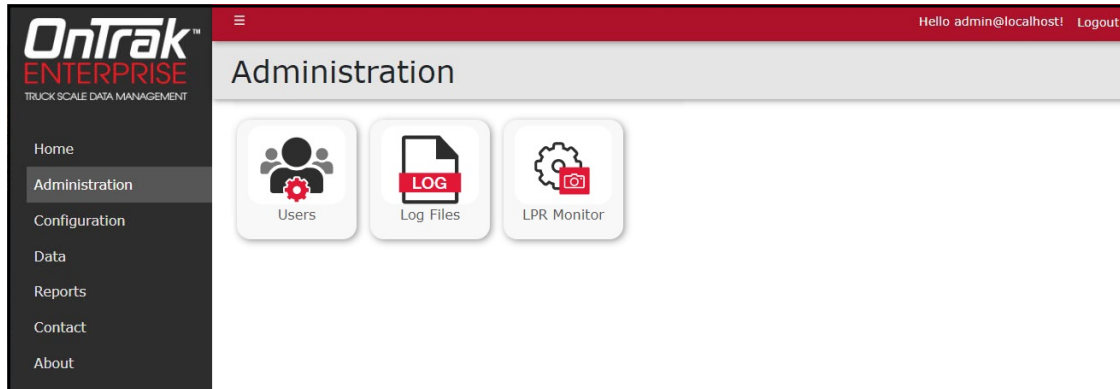 OnTrak™
ENTERPRISE
TRUCK SCALE DATA MANAGEMENT
☰
Hello admin@localhost! Logout
Administration
Home
Administration
Configuration
Data
Reports
Contact
About
LOG
Users
Log Files
LPR Monitor